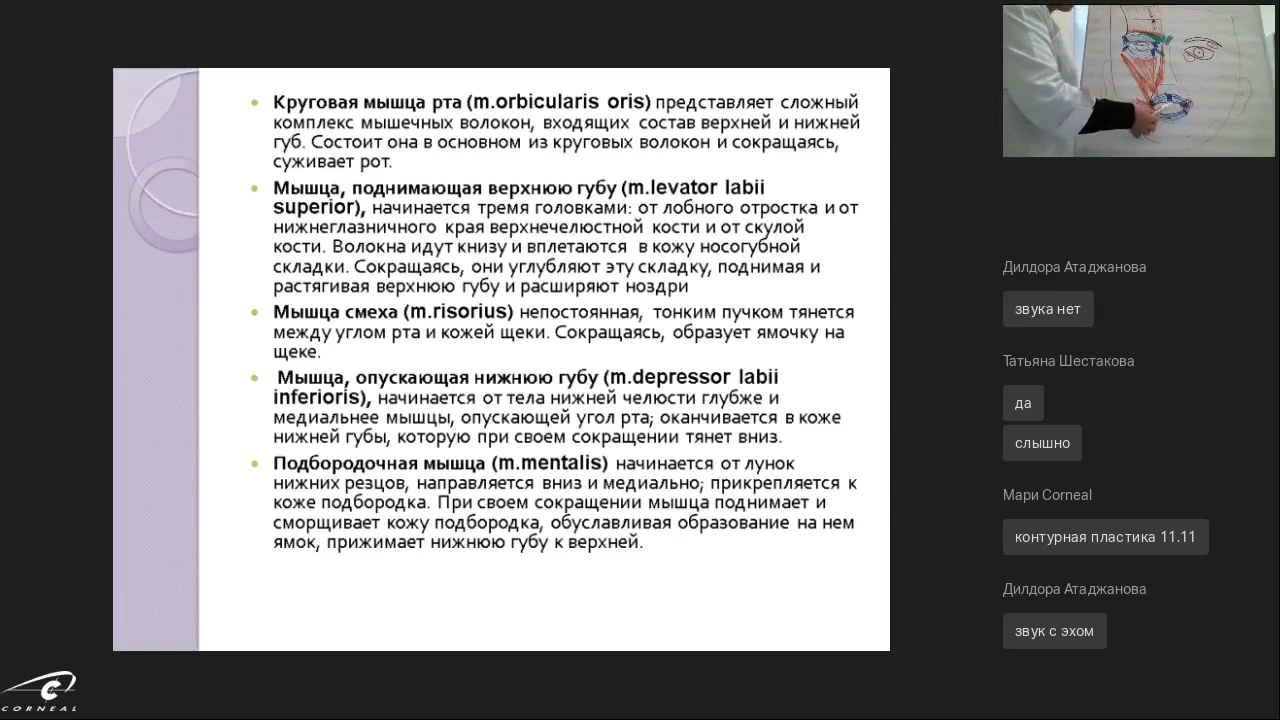 Круговая мышца рта (m.orbicularis oris) представляет сложный
комплекс мышечных волокон, входящих состав верхней и нижней
губ. Состоит она в основном из круговых волокон и сокращаясь,
суживает рот.
Мышца, поднимающая верхнюю губу (m.levator labii
superior), начинается тремя головками: от лобного отростка и от
нижнеглазничного края верхнечелюстной кости и от скулой
кости. Волокна идут книзу и вплетаются в кожу носогубной
складки. Сокращаясь, они углубляют эту складку, поднимая и
растягивая верхнюю губу и расширяют ноздри
Мышца смеха (m.risorius) непостоянная, тонким пучком тянется
между углом рта и кожей щеки. Сокращаясь, образует ямочку на
щеке.
Мышца, опускающая нижнюю губу (m.depressor labii
inferioris), начинается от тела нижней челюсти глубже и
медиальнее мышцы, опускающей угол рта; оканчивается в коже
нижней губы, которую при своем сокращении тянет вниз.
Подбородочная мышца (m.mentalis) начинается от лунок
нижних резцов, направляется вниз и медиально; прикрепляется к
коже подбородка. При своем сокращении мышца поднимает и
сморщивает кожу подбородка, обуславливая образование на нем
ямок, прижимает нижнюю губу к верхней.
Дилдора Атаджанова
звука нет
Татьяна Шестакова
да
слышно
Мари Corneal
контурная пластика 11.11
Дилдора Атаджанова
звук с эхом
CORNEAL